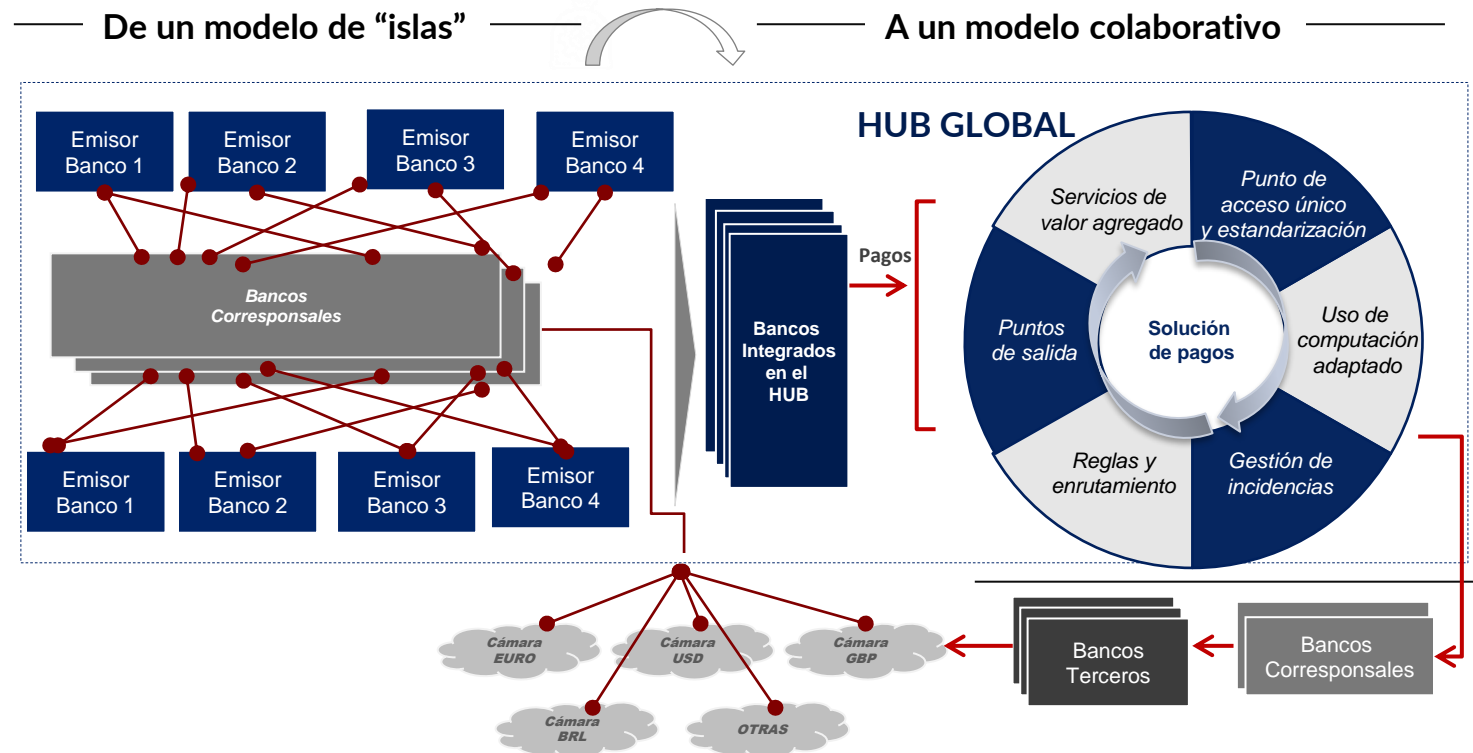 De un modelo de “islas”
A un modelo colaborativo
Emisor
Banco 1
Emisor
Banco 2
Emisor
Banco 3
Emisor
Banco 4
Bancos
Corresponsales
Emisor
Banco 1
Emisor
Banco 2
Emisor
Banco 3
Emisor
Banco 4
Bancos
Integrados
en el
HUB
Pagos
HUB GLOBAL
Servicios de
valor agregado
Punto de
acceso único
y estandarización
Puntos
de salida
Solución
de pagos
Uso de
computación
adaptado
Reglas y
enrutamiento
Gestión de
incidencias
Cámara
EURO
Cámara
USD
Cámara
GBP
Cámara
BRL
OTRAS
Bancos
Terceros
Bancos
Corresponsales